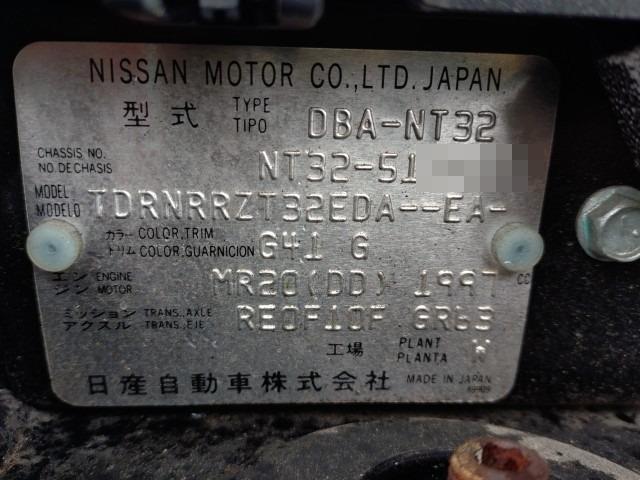 NISSAN MOTOR CO.,LTD. JAPAN
型式 TYPE TIPO DBA-NT32
CHASSIS NO. NO.DECHASIS NT32-51
MODEL MODELO TDRNRRZT32EDA--EA-
カラー トリム COLOR,TRIM COLOR,GUARNICION G41 G
エンジン ENGINE MOTOR MR20(DD) 1997 CC
ミッション アクスル TRANS.,AXLE TRANS.,EJE RE0F10F GR63
工場 PLANT PLANTA W
日産自動車株式会社 MADE IN JAPAN